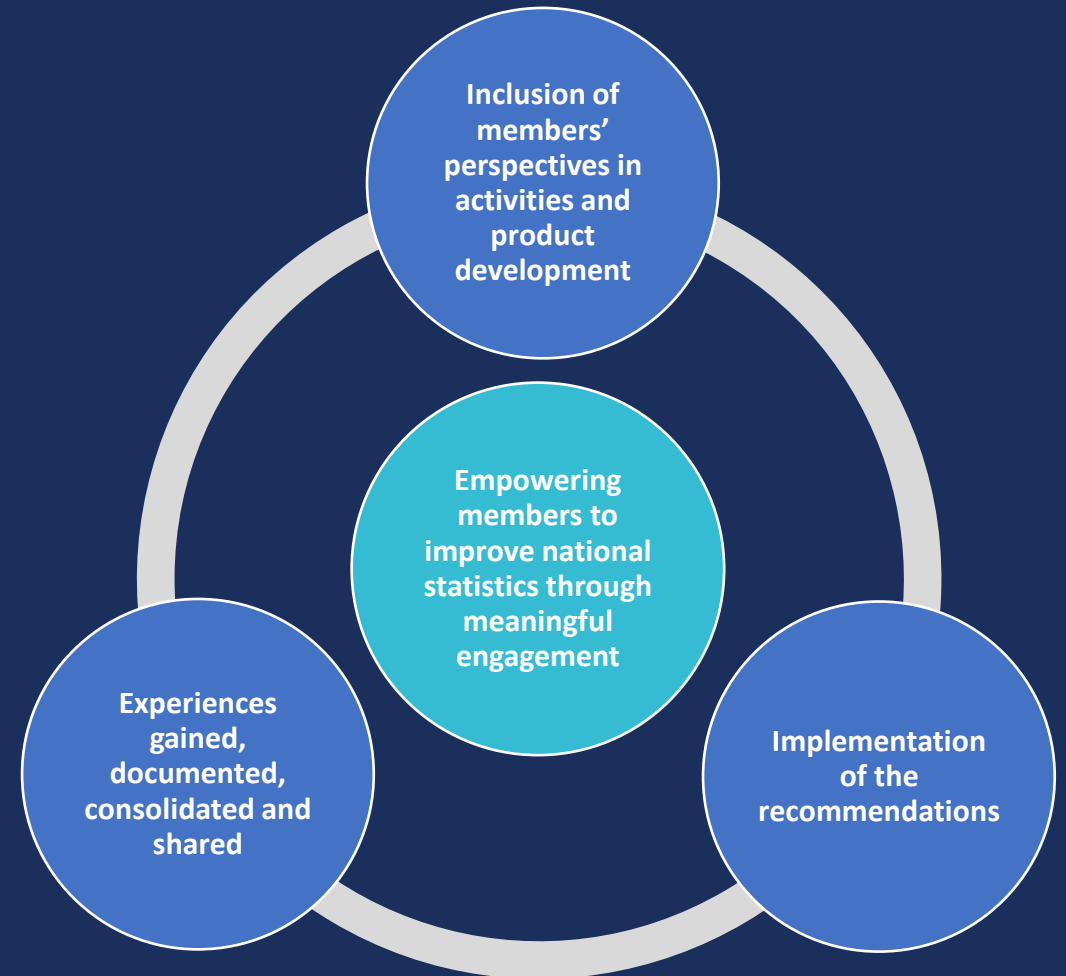 Inclusion of
members’
perspectives in
activities and
product
development
Empowering
members to
improve national
statistics through
meaningful
engagement
Experiences
gained,
documented,
consolidated and
shared
Implementation
of the
recommendations